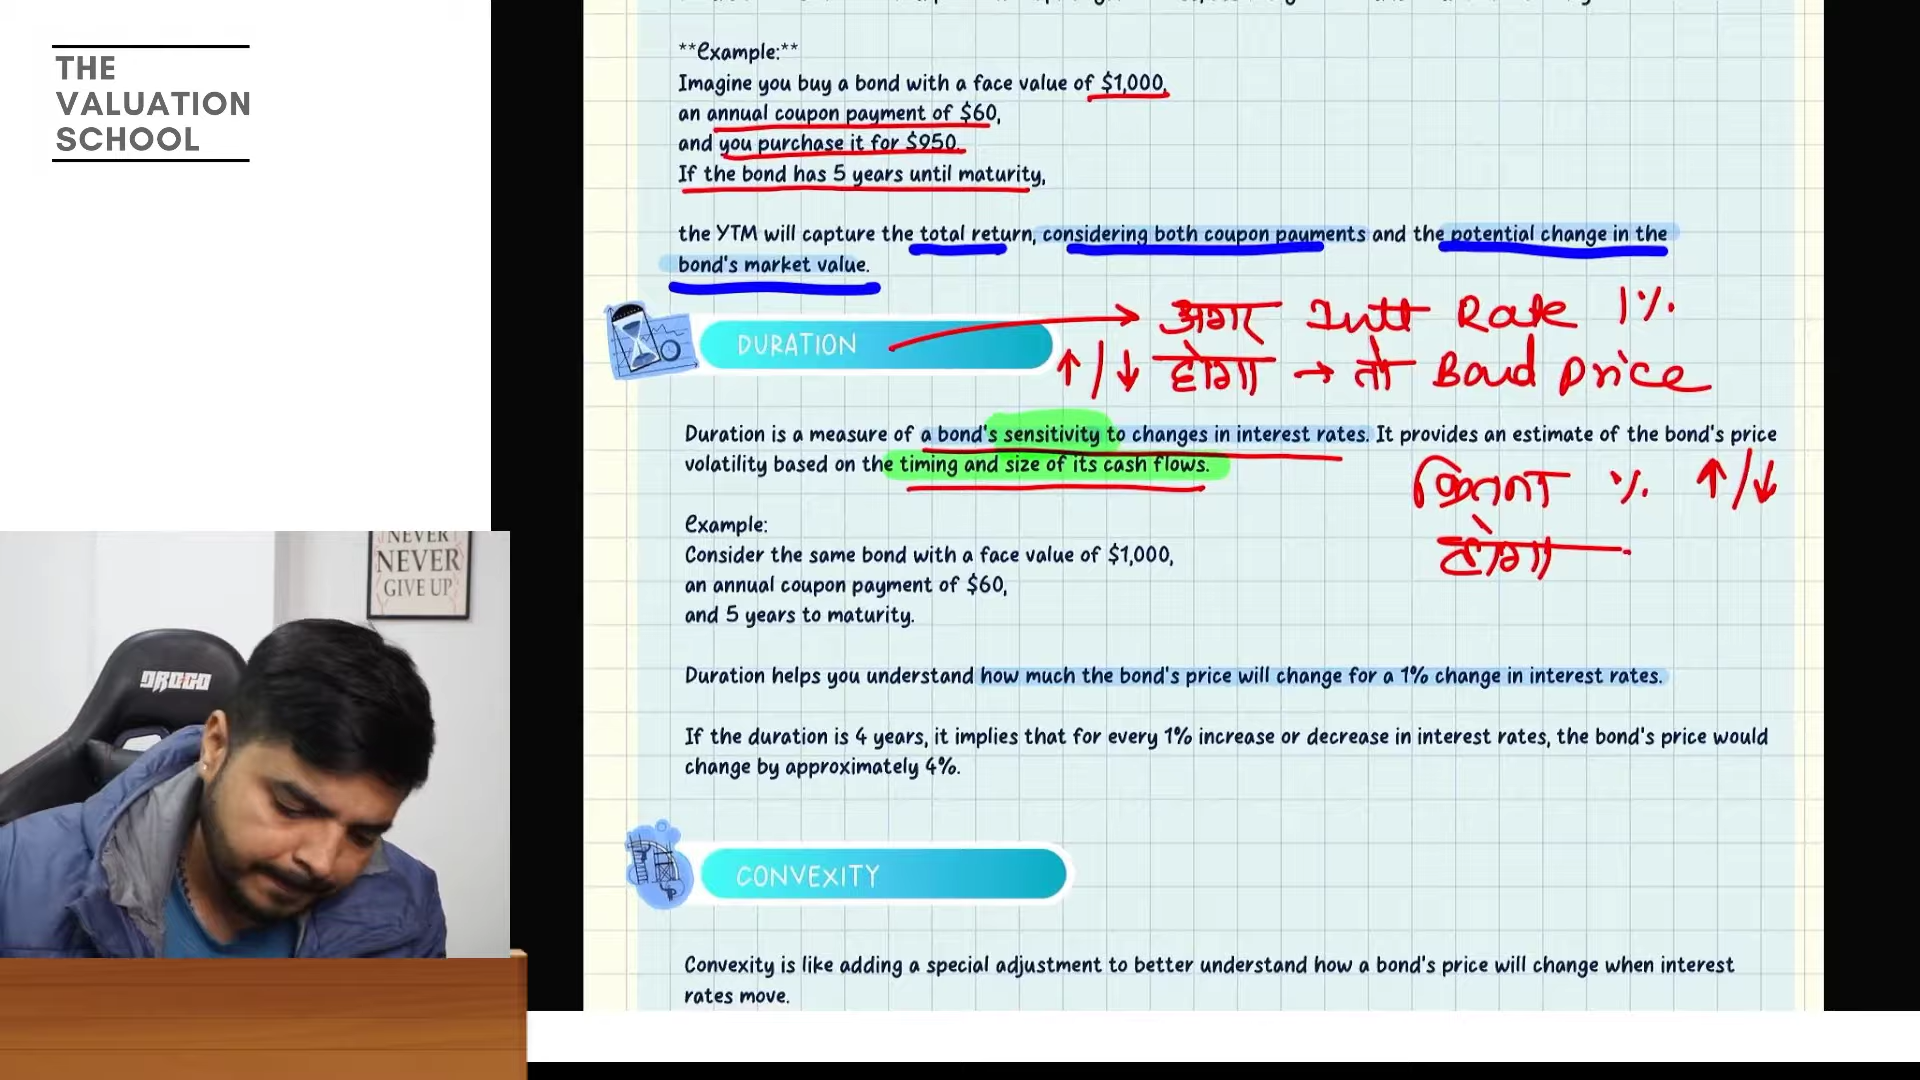 THE
VALUATION
SCHOOL
**Example:**
Imagine you buy a bond with a face value of $1,000,
an annual coupon payment of $60,
and you purchase it for $950.
If the bond has 5 years until maturity,
the YTM will capture the total return, considering both coupon payments and the potential change in the
bond's market value.
DURATION
अगर Intt Rate 1%
↑/↓ होगा → तो Bond Price
Duration is a measure of a bond's sensitivity to changes in interest rates. It provides an estimate of the bond's price
volatility based on the timing and size of its cash flows.
कितना % ↑/↓
होगा
Example:
Consider the same bond with a face value of $1,000,
an annual coupon payment of $60,
and 5 years to maturity.
Duration helps you understand how much the bond's price will change for a 1% change in interest rates.
If the duration is 4 years, it implies that for every 1% increase or decrease in interest rates, the bond's price would
change by approximately 4%.
CONVEXITY
Convexity is like adding a special adjustment to better understand how a bond's price will change when interest
rates move.
NEVER
NEVER
GIVE UP
DROGO